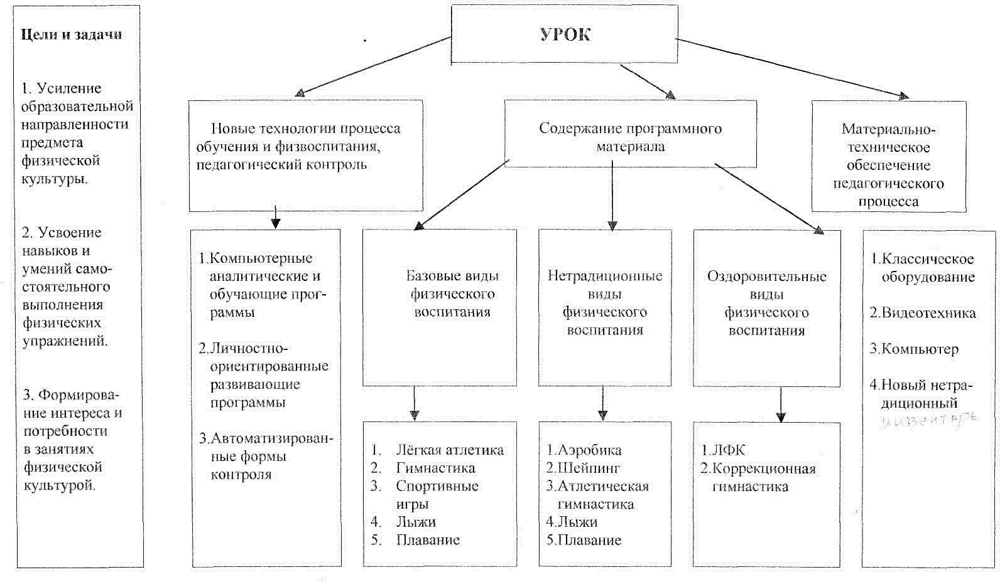 Цели и задачи
1. Усиление
образовательной
направленности
предмета
физической
культуры.
2. Усвоение
навыков и
умений само-
стоятельного
выполнения
физических
упражнений.
3. Формирова-
ние интереса и
потребности
в занятиях
физической
культурой.
УРОК
Новые технологии процесса
обучения и физвоспитания,
педагогический контроль
Содержание программного
материала
Материально-
техническое
обеспечение
педагогического
процесса
1.Компьютерные
аналитические и
обучающие прог-
раммы
2.Личностно-
ориентированные
развивающие
программы
3.Автоматизирован-
ные формы
контроля
Базовые виды
физического
воспитания
Нетрадиционные
виды
физического
воспитания
Оздоровительные
виды
физического
воспитания
1.Классическое
оборудование
2.Видеотехника
3.Компьютер
4.Новый нетра-
диционный
инвентарь
1. Лёгкая атлетика
2. Гимнастика
3. Спортивные
игры
4. Лыжи
5. Плавание
1.Аэробика
2.Шейпинг
3.Атлетическая
гимнастика
4.Лыжи
5.Плавание
1.ЛФК
2.Коррекционная
гимнастика